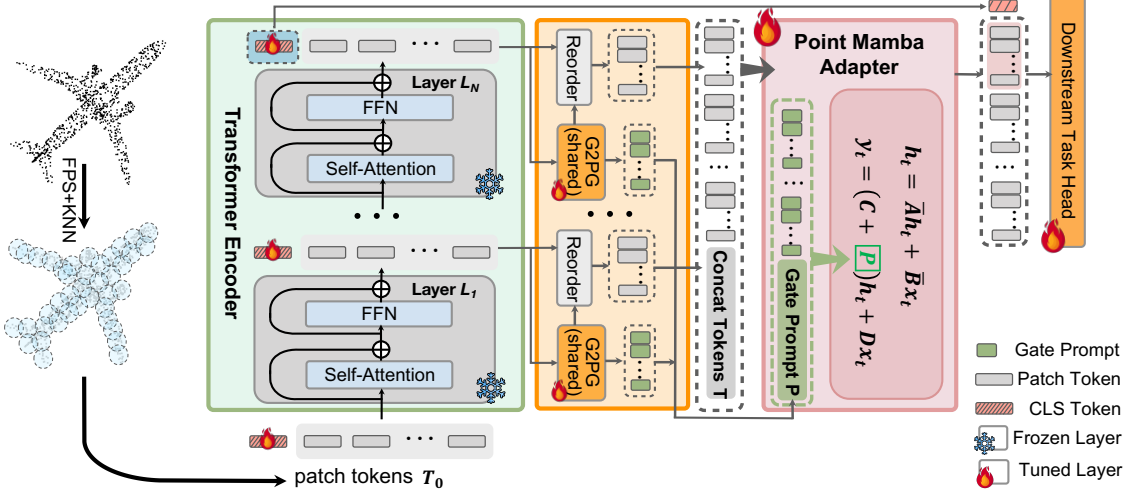 FPS+KNN
Transformer Encoder
Layer L_N
FFN
Self-Attention
Layer L_1
FFN
Self-Attention
patch tokens T_0
Reorder
G2PG
(shared)
Reorder
G2PG
(shared)
Concat Tokens T
Point Mamba
Adapter
Gate Prompt P
h_t = A̅h_t + B̅x_t
y_t = (C + P)h_t + Dx_t
Downstream Task Head
Gate Prompt
Patch Token
CLS Token
Frozen Layer
Tuned Layer